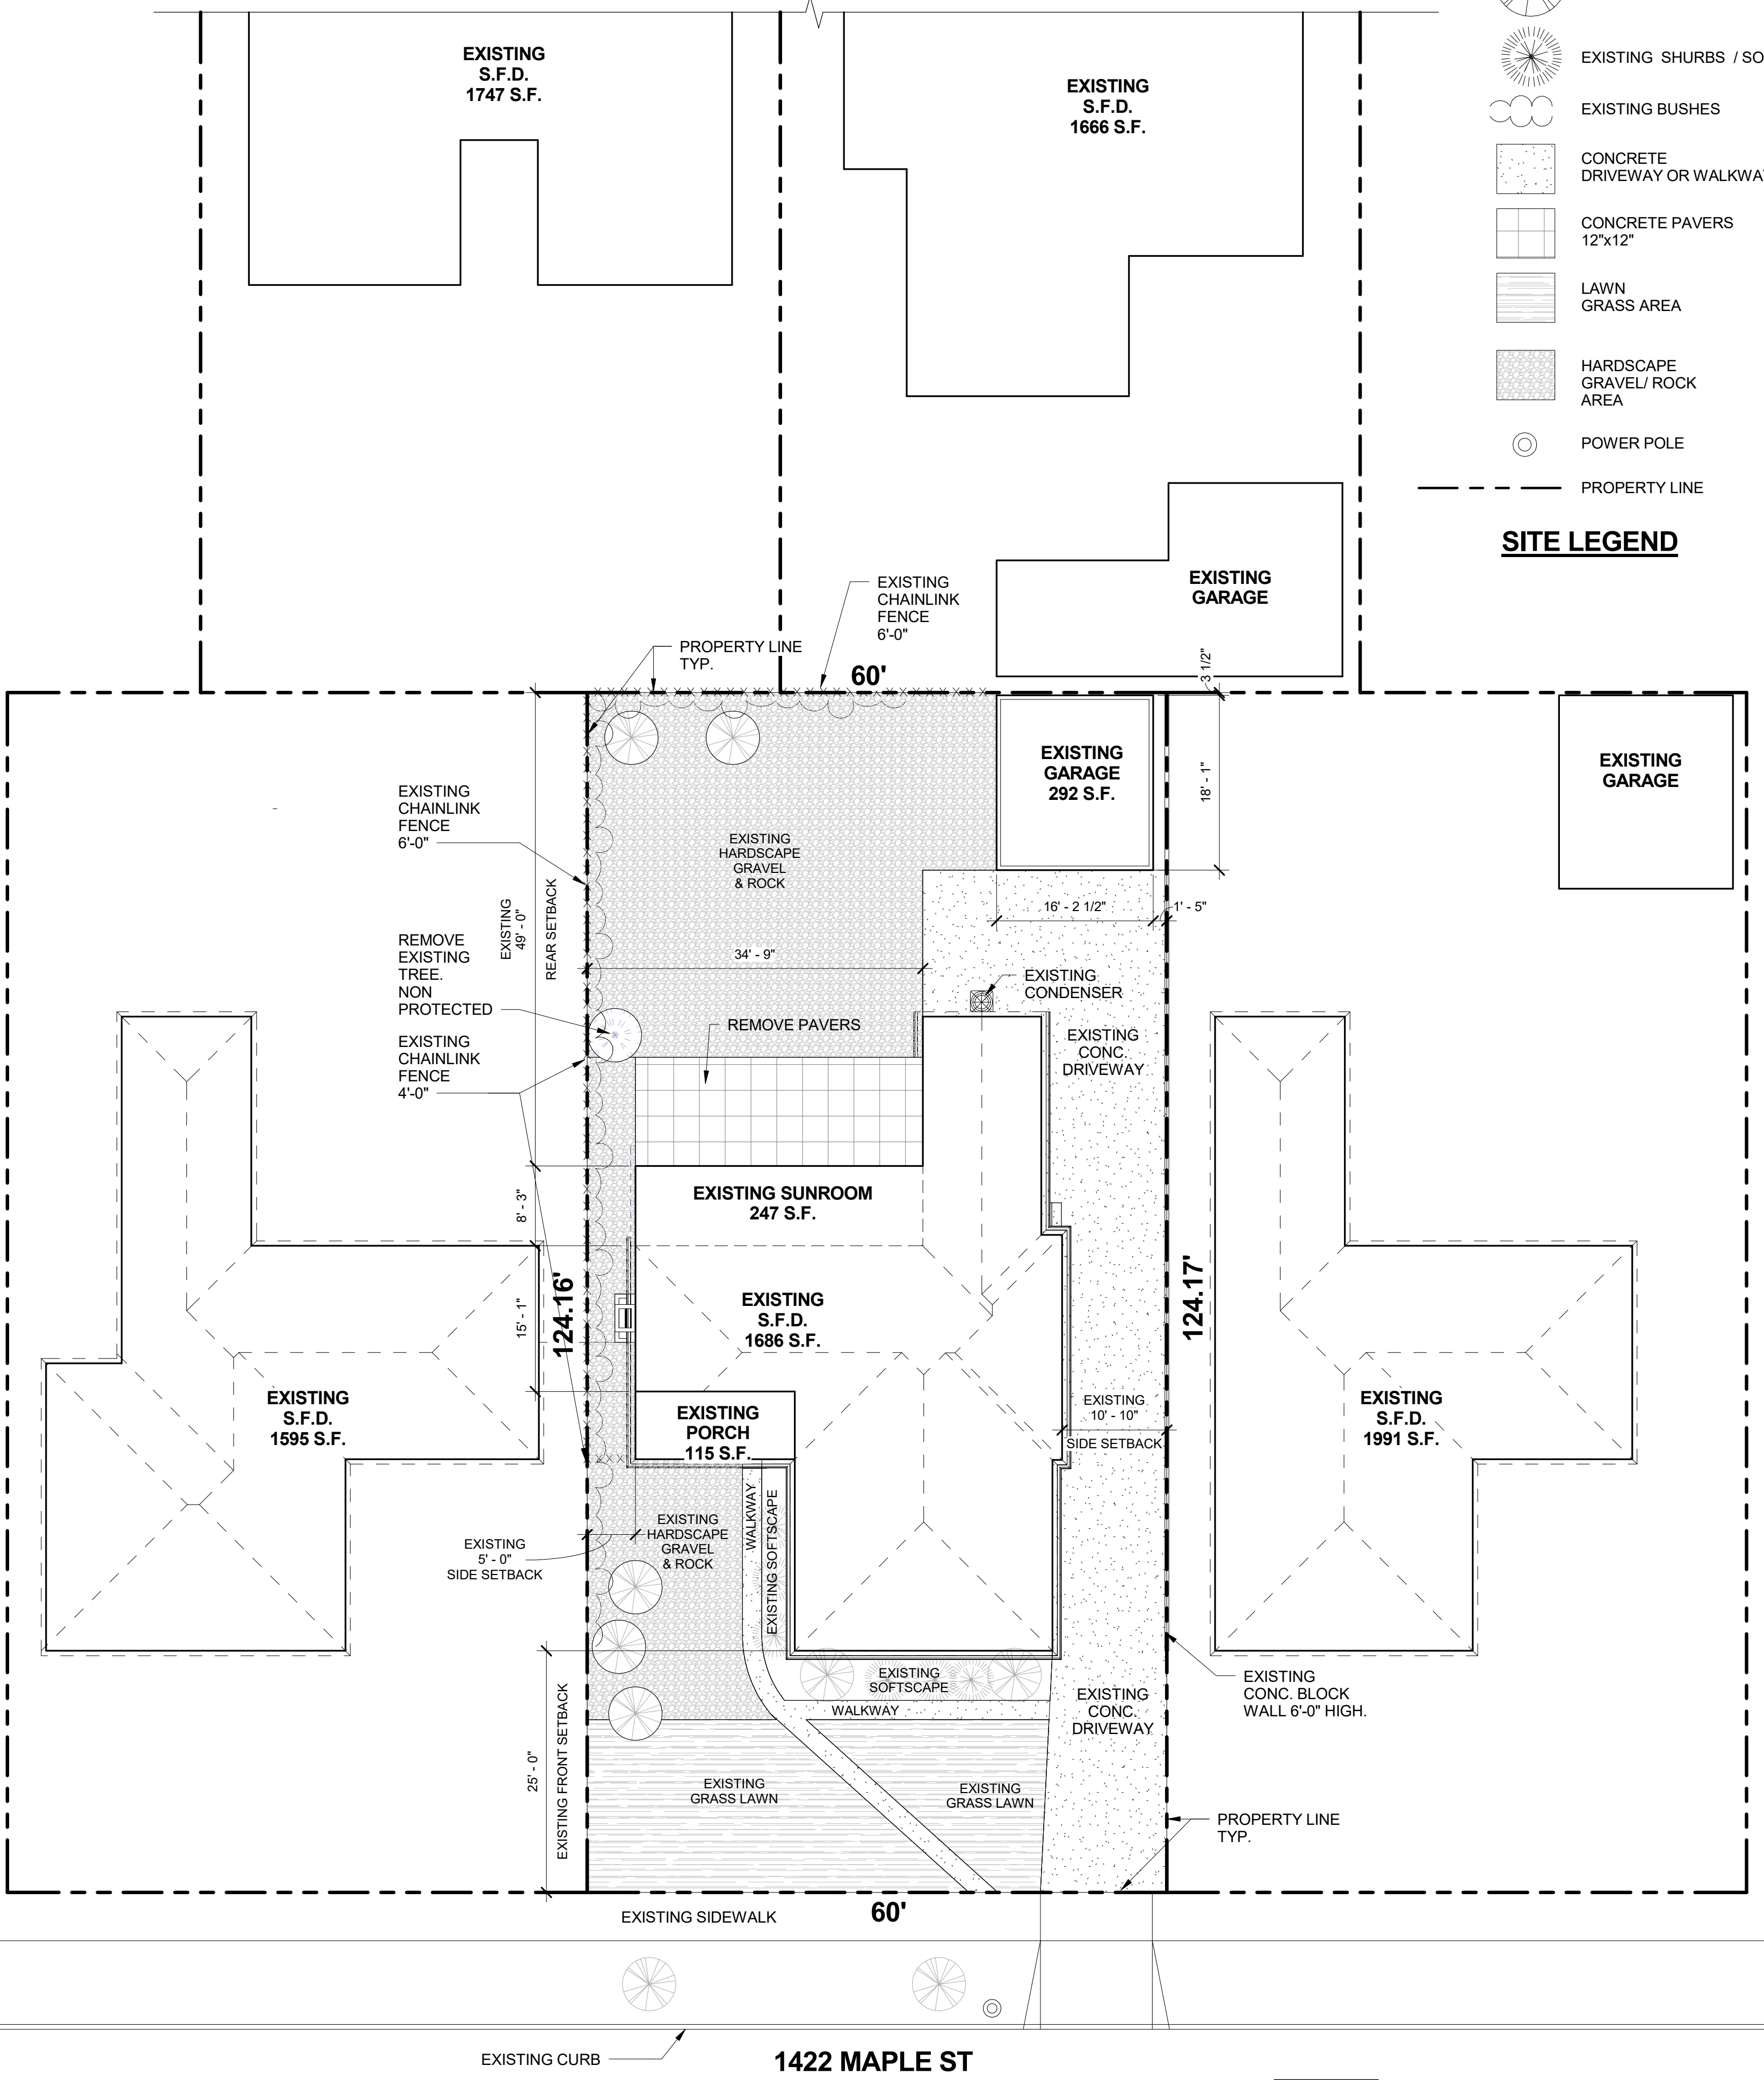 EXISTING
S.F.D.
1747 S.F.
EXISTING
S.F.D.
1666 S.F.
EXISTING SHURBS / SO
EXISTING BUSHES
CONCRETE
DRIVEWAY OR WALKWAY
CONCRETE PAVERS
12"x12"
LAWN
GRASS AREA
HARDSCAPE
GRAVEL/ ROCK
AREA
POWER POLE
PROPERTY LINE
SITE LEGEND
EXISTING
GARAGE
EXISTING
CHAINLINK
FENCE
6'-0"
PROPERTY LINE
TYP.
60'
3 1/2"
EXISTING
GARAGE
292 S.F.
18' - 1"
EXISTING
GARAGE
EXISTING
CHAINLINK
FENCE
6'-0"
EXISTING
HARDSCAPE
GRAVEL
& ROCK
EXISTING
49' - 0"
REAR SETBACK
16' - 2 1/2"
1' - 5"
REMOVE
EXISTING
TREE.
NON
PROTECTED
34' - 9"
EXISTING
CONDENSER
REMOVE PAVERS
EXISTING
CONC.
DRIVEWAY
EXISTING
CHAINLINK
FENCE
4'-0"
8' - 3"
EXISTING SUNROOM
247 S.F.
15' - 1"
124.16'
EXISTING
S.F.D.
1686 S.F.
124.17'
EXISTING
S.F.D.
1595 S.F.
EXISTING
PORCH
115 S.F.
EXISTING
10' - 10"
SIDE SETBACK
EXISTING
S.F.D.
1991 S.F.
EXISTING
5' - 0"
SIDE SETBACK
EXISTING
HARDSCAPE
GRAVEL
& ROCK
WALKWAY
EXISTING SOFTSCAPE
EXISTING
SOFTSCAPE
WALKWAY
EXISTING
CONC.
DRIVEWAY
EXISTING
CONC. BLOCK
WALL 6'-0" HIGH.
25' - 0"
EXISTING FRONT SETBACK
EXISTING
GRASS LAWN
EXISTING
GRASS LAWN
PROPERTY LINE
TYP.
EXISTING SIDEWALK
60'
EXISTING CURB
1422 MAPLE ST